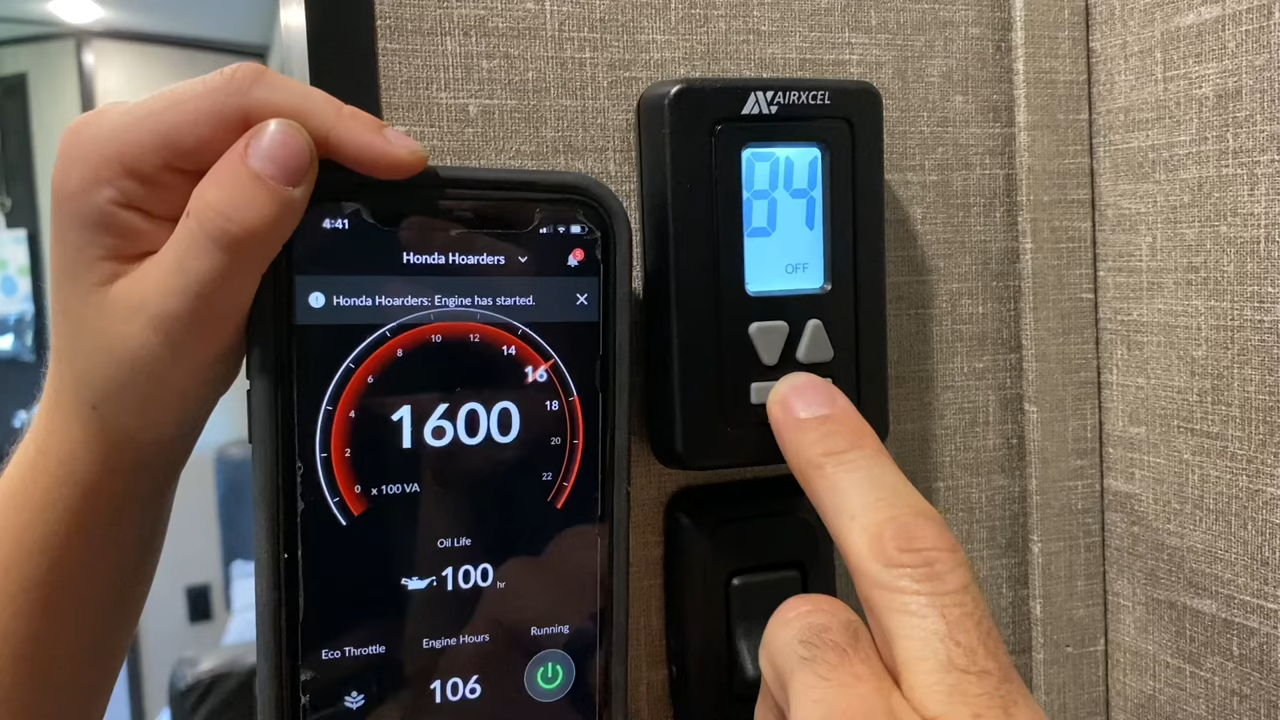 4:41
Honda Hoarders
5
Honda Hoarders: Engine has started.
0
2
4
6
8
10
12
14
16
18
20
22
1600
x 100 VA
Oil Life
100 hr
Eco Throttle
Engine Hours
106
Running
AIRXCEL
84
OFF